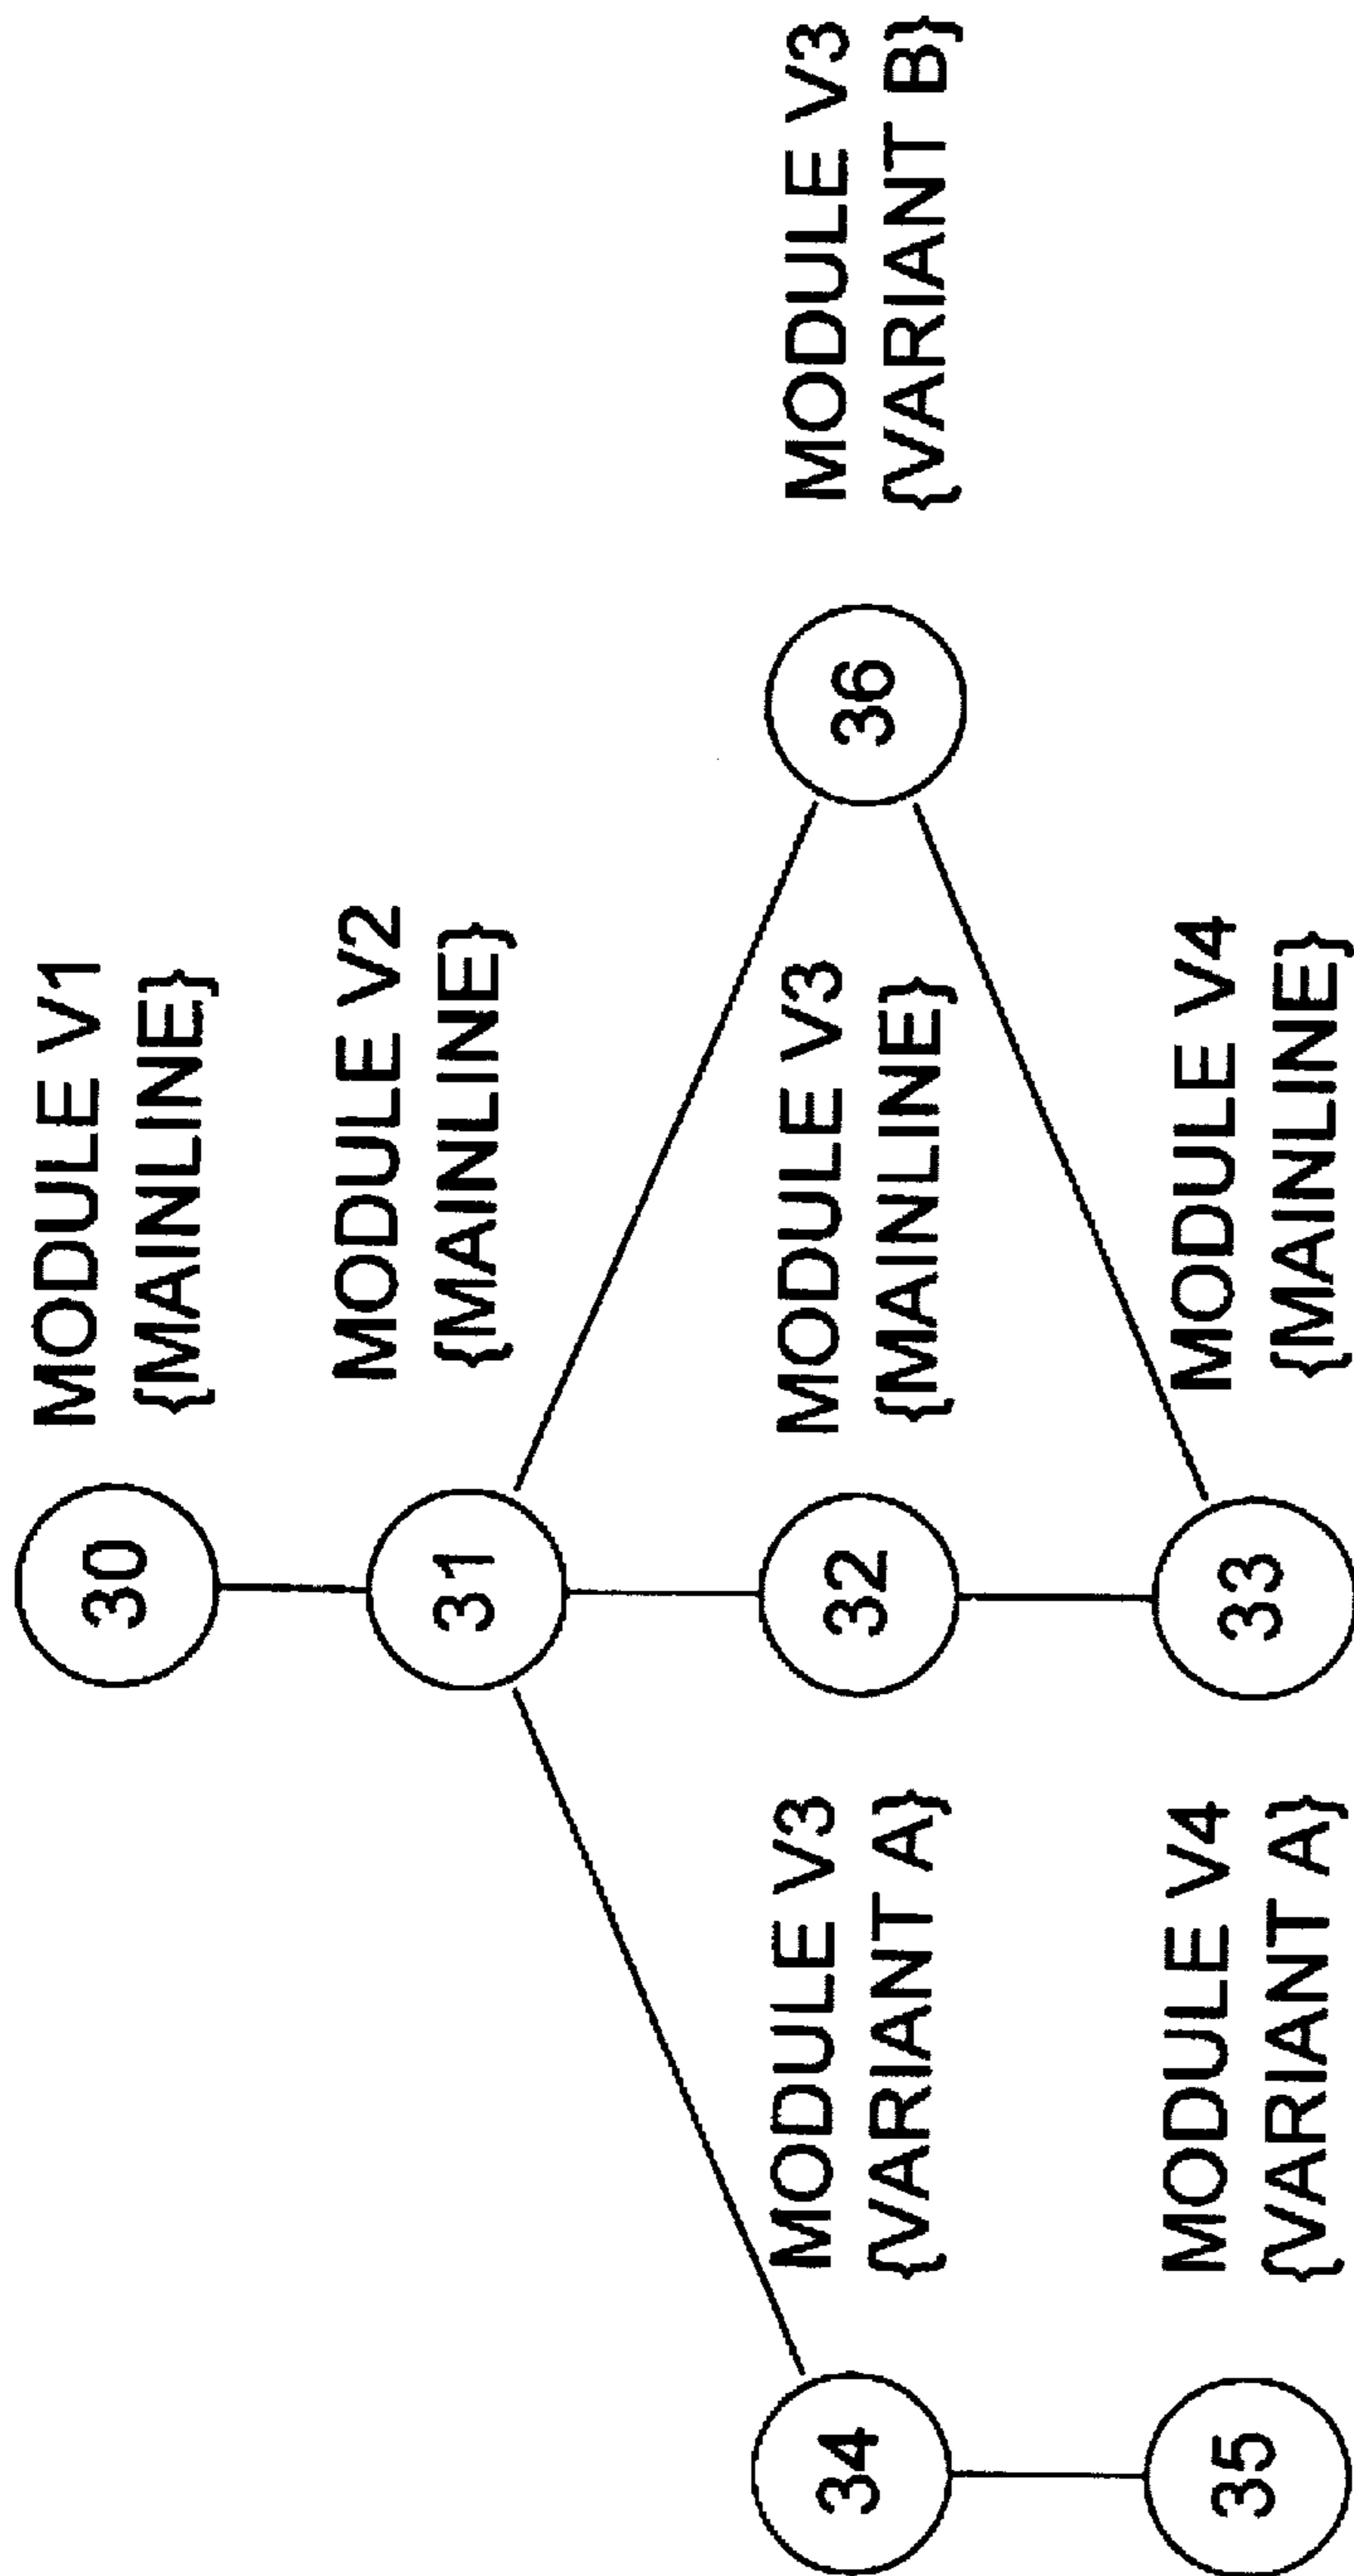 30
MODULE V1
{MAINLINE}
31
MODULE V2
{MAINLINE}
34
MODULE V3
{VARIANT A}
32
MODULE V3
{MAINLINE}
36
MODULE V3
{VARIANT B}
35
MODULE V4
{VARIANT A}
33
MODULE V4
{MAINLINE}